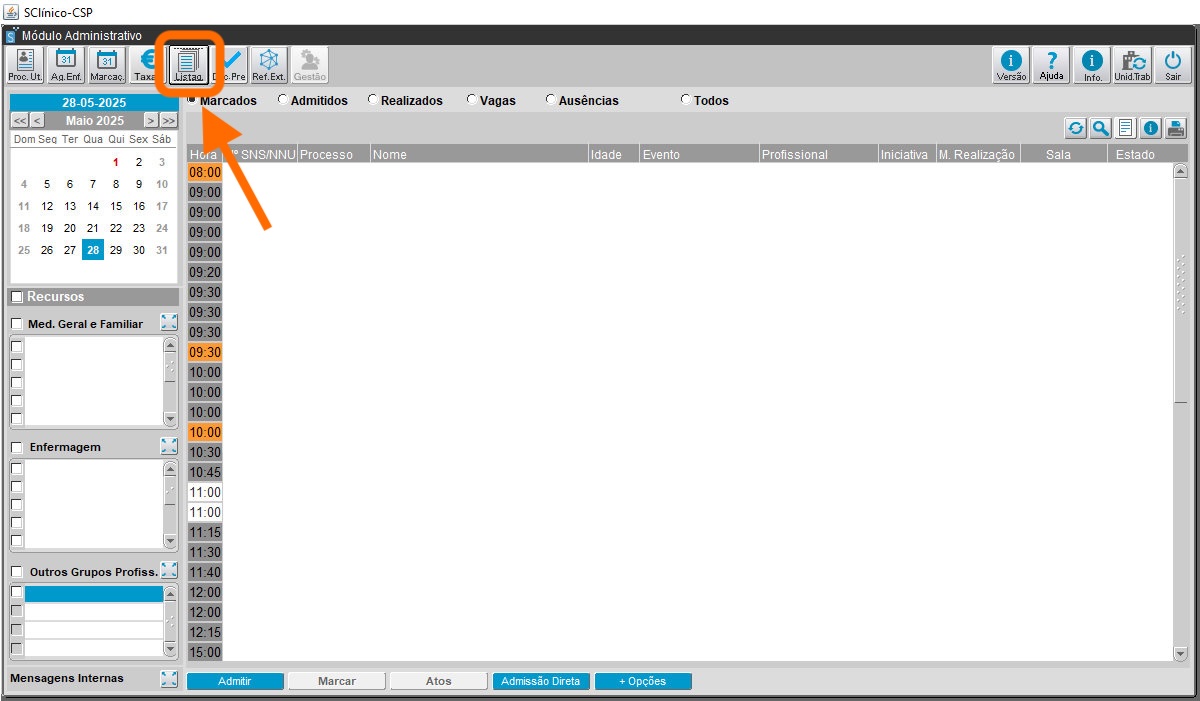 SClínico-CSP
Módulo Administrativo
Proc. Ut. Ag.Enf. Marcaç. Listag. Ref.Ext. Gestão Versão Ajuda Info. Unid.Trab Sair
28-05-2025
Marcados Admitidos Realizados Vagas Ausências Todos
<< < Maio 2025 > >>
Dom Seg Ter Qua Qui Sex Sáb
1 2 3
4 5 6 7 8 9 10
11 12 13 14 15 16 17
18 19 20 21 22 23 24
25 26 27 28 29 30 31
Recursos
Med. Geral e Familiar
Enfermagem
Outros Grupos Profiss.
Mensagens Internas
Hora SNS/NNU Processo Nome Idade Evento Profissional Iniciativa M. Realização Sala Estado
08:00
09:00
09:00
09:00
09:00
09:20
09:30
09:30
09:30
09:30
10:00
10:00
10:00
10:00
10:30
10:45
11:00
11:00
11:15
11:30
11:40
12:00
12:00
12:15
15:00
Admitir Marcar Atos Admissão Direta + Opções